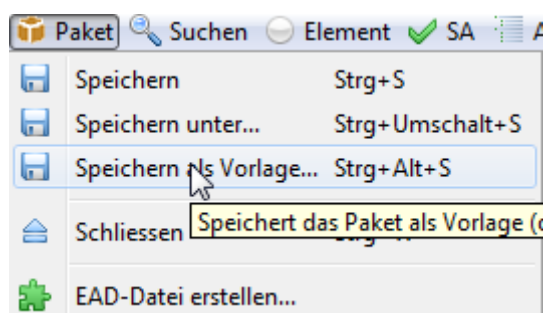 Paket Suchen Element SA
Speichern Strg+S
Speichern unter... Strg+Umschalt+S
Speichern als Vorlage... Strg+Alt+S
Speichert das Paket als Vorlage (
Schliessen
EAD-Datei erstellen...